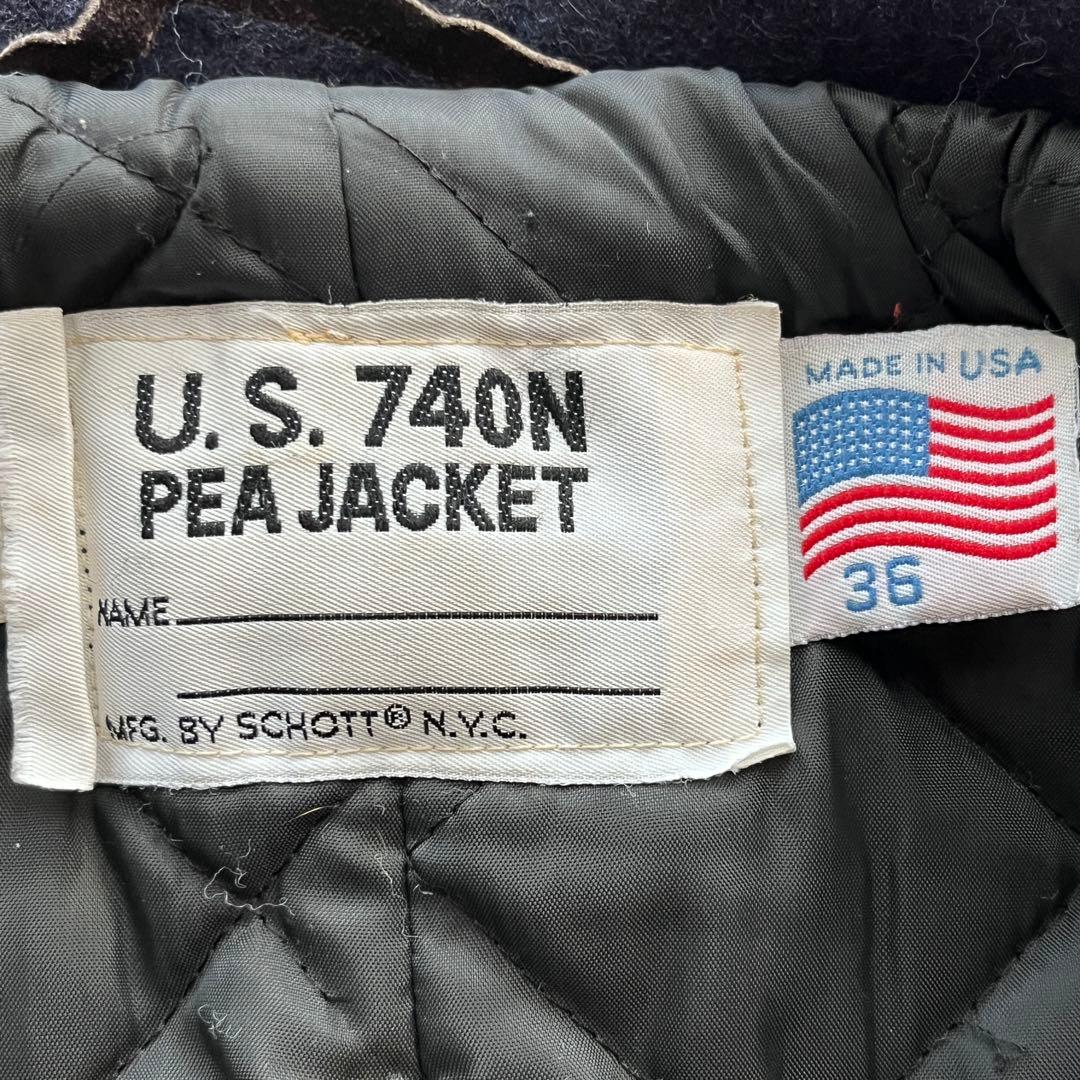 U. S. 740N
PEA JACKET
NAME
MFG. BY SCHOTT® N.Y.C.
MADE IN USA
36